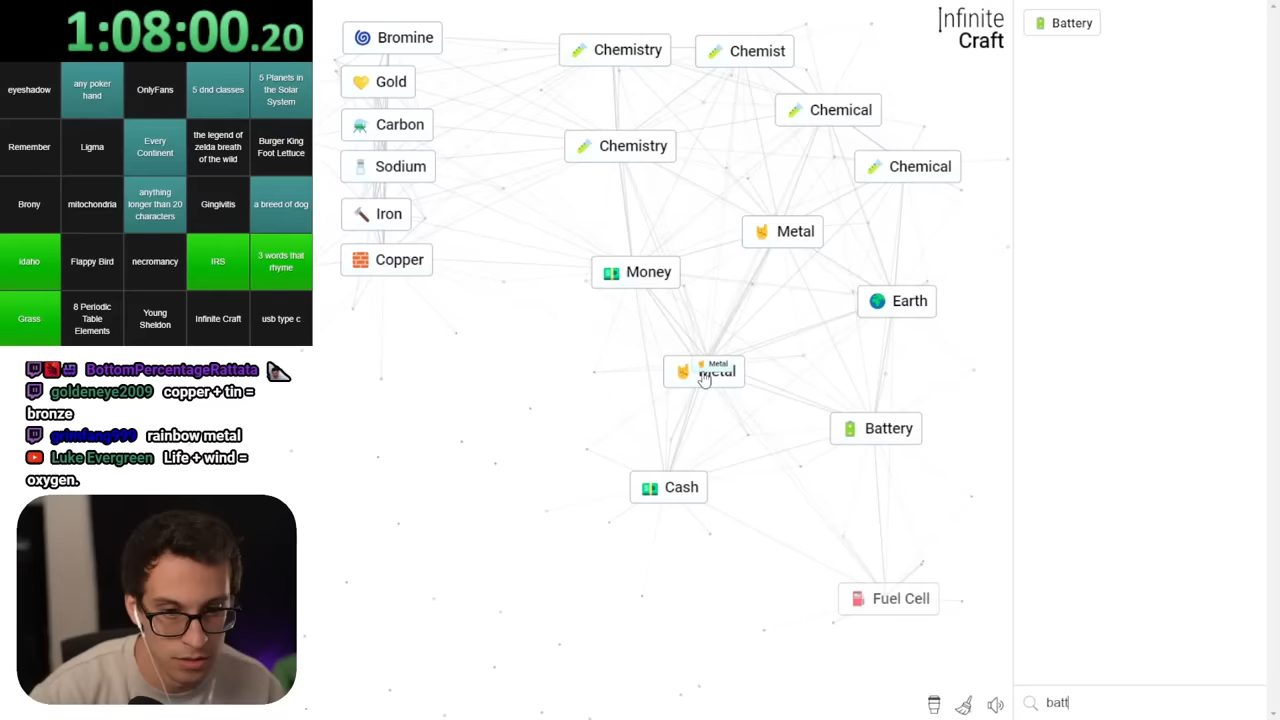 1:08:00.20
eyeshadow
any poker
hand
OnlyFans
5 dnd classes
5 Planets in
the Solar
System
Remember
Ligma
Every
Continent
the legend of
zelda breath
of the wild
Burger King
Foot Lettuce
Brony
mitochondria
anything
longer than 20
characters
Gingivitis
a breed of dog
idaho
Flappy Bird
necromancy
IRS
3 words that
rhyme
Grass
8 Periodic
Table
Elements
Young
Sheldon
Infinite Craft
usb type c
BottomPercentageRattata
goldeneye2009 copper + tin =
bronze
grimfang999 rainbow metal
Luke Evergreen Life + wind =
oxygen.
Bromine
Gold
Carbon
Sodium
Iron
Copper
Chemistry
Chemist
Chemical
Chemistry
Chemical
Metal
Money
Earth
Metal
Metal
Battery
Cash
Fuel Cell
Infinite
Craft
Battery
batt